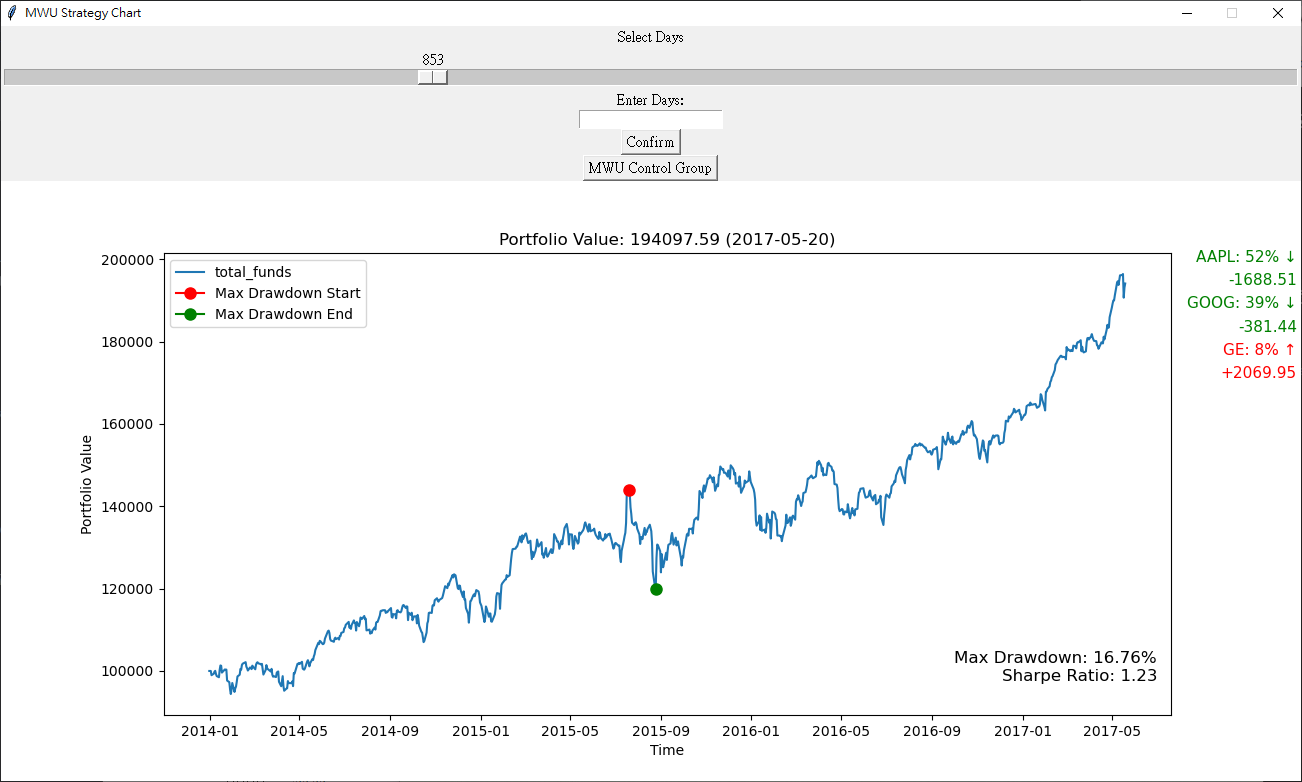 MWU Strategy Chart
Select Days
853
Enter Days:
Confirm
MWU Control Group
Portfolio Value: 194097.59 (2017-05-20)
total_funds
Max Drawdown Start
Max Drawdown End
AAPL: 52% ↓
-1688.51
GOOG: 39% ↓
-381.44
GE: 8% ↑
+2069.95
Portfolio Value
200000
180000
160000
140000
120000
100000
Max Drawdown: 16.76%
Sharpe Ratio: 1.23
2014-01 2014-05 2014-09 2015-01 2015-05 2015-09 2016-01 2016-05 2016-09 2017-01 2017-05
Time